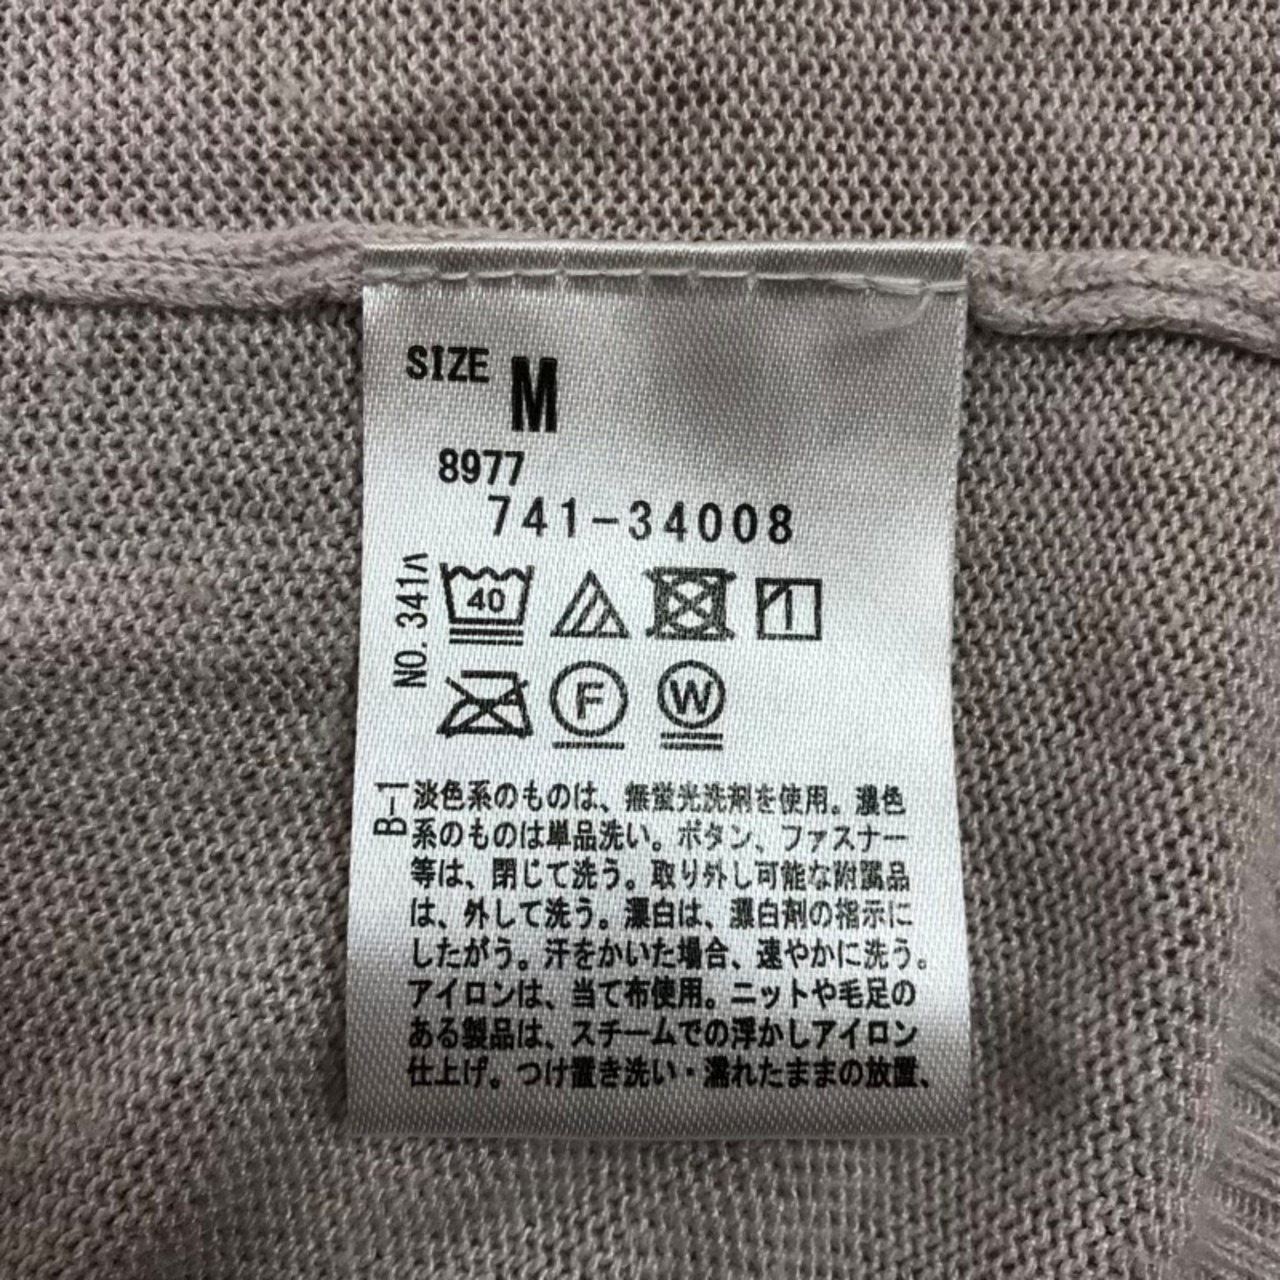 SIZE M
8977
741-34008
NO.341ハ
40
F
W
B-1
淡色系のものは、無蛍光洗剤を使用。濃色
系のものは単品洗い。ボタン、ファスナー
等は、閉じて洗う。取り外し可能な附属品
は、外して洗う。漂白は、漂白剤の指示に
したがう。汗をかいた場合、速やかに洗う。
アイロンは、当て布使用。ニットや毛足の
ある製品は、スチームでの浮かしアイロン
仕上げ。つけ置き洗い・濡れたままの放置、